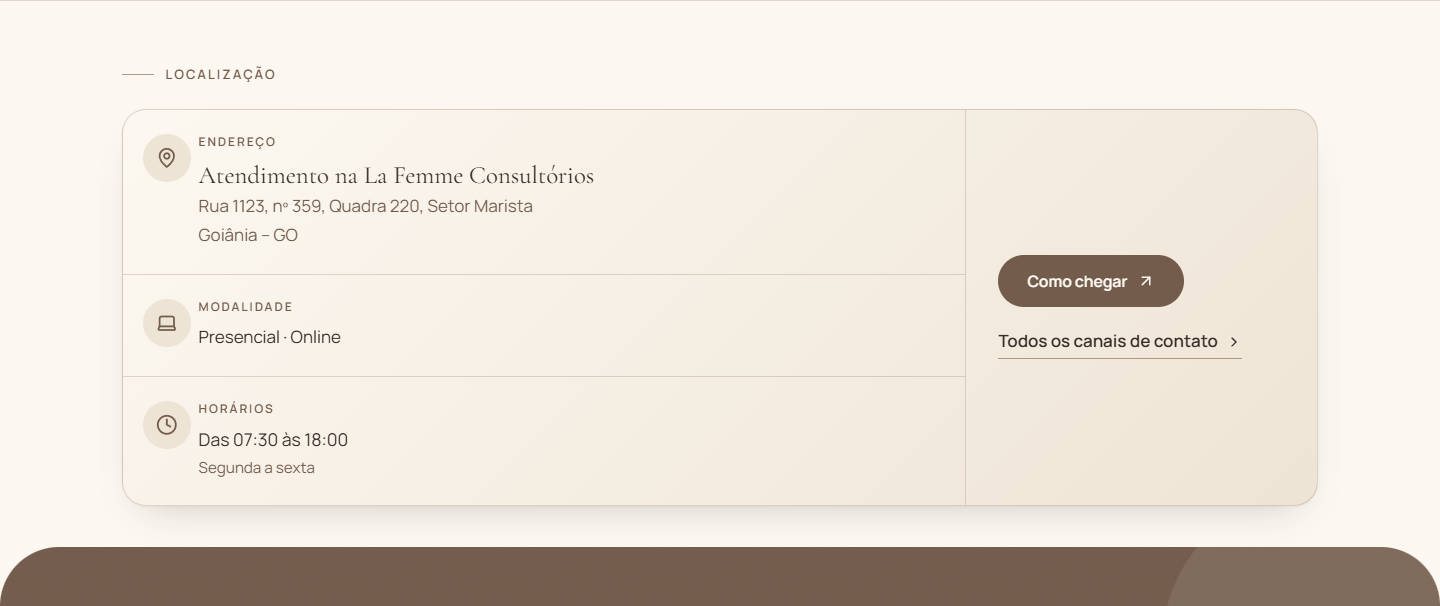 LOCALIZAÇÃO
ENDEREÇO
Atendimento na La Femme Consultórios
Rua 1123, nº 359, Quadra 220, Setor Marista
Goiânia – GO
MODALIDADE
Presencial · Online
HORÁRIOS
Das 07:30 às 18:00
Segunda a sexta
Como chegar
Todos os canais de contato